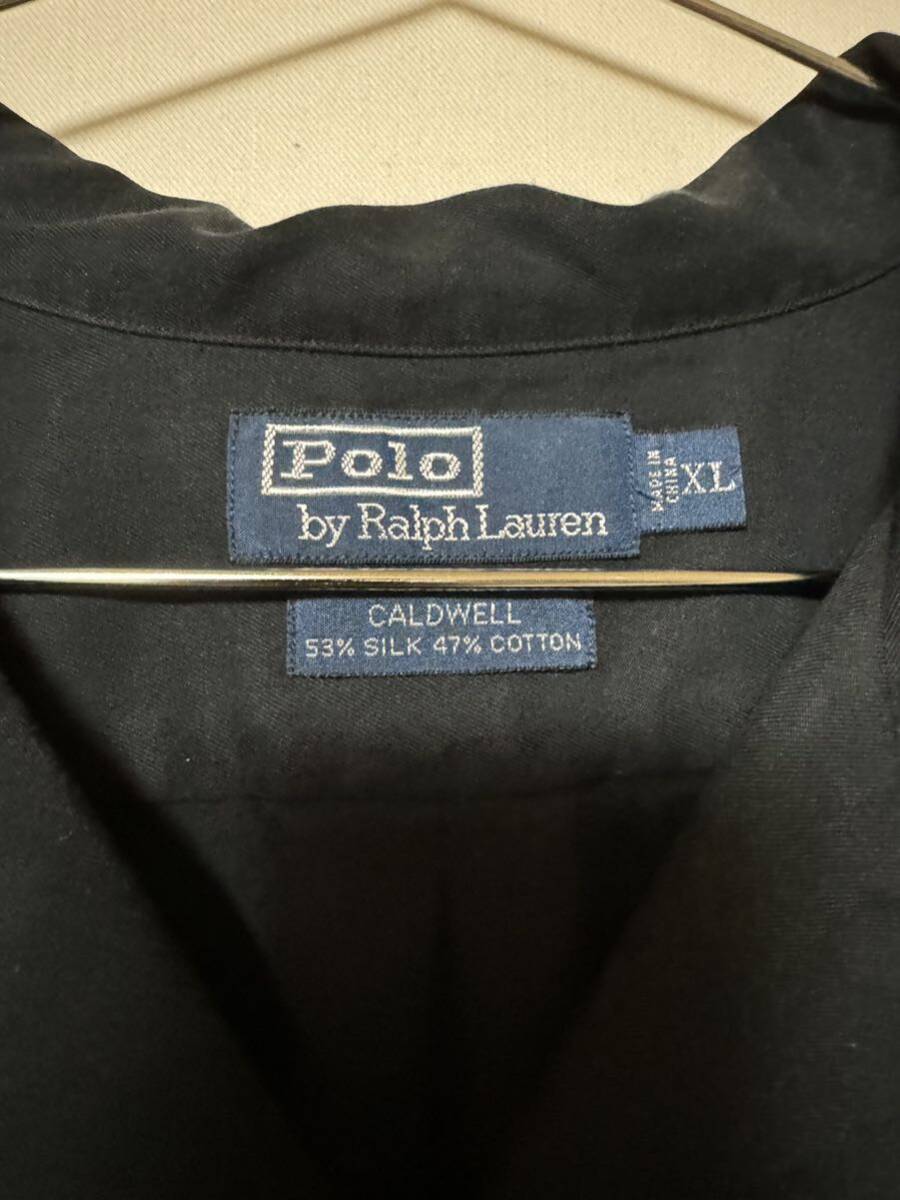 Polo
by Ralph Lauren
MADE IN
CHINA
XL
CALDWELL
53% SILK 47% COTTON